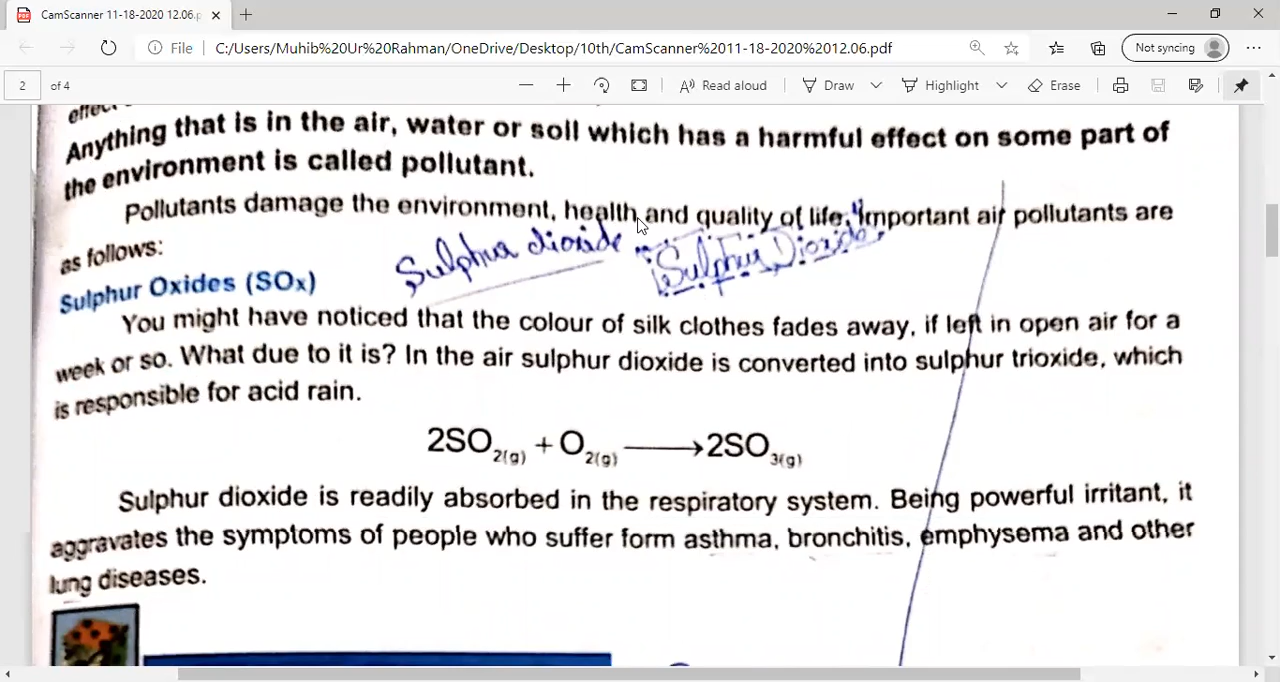 CamScanner 11-18-2020 12.06.p
File
C:/Users/Muhib%20Ur%20Rahman/OneDrive/Desktop/10th/CamScanner%2011-18-2020%2012.06.pdf
Not syncing
2 of 4
Read aloud
Draw
Highlight
Erase
effect
Anything that is in the air, water or soil which has a harmful effect on some part of
the environment is called pollutant.
Pollutants damage the environment, health and quality of life. Important air pollutants are
as follows:
Sulphur dioxide
Sulphur Dioxide
Sulphur Oxides (SOx)
You might have noticed that the colour of silk clothes fades away, if left in open air for a
week or so. What due to it is? In the air sulphur dioxide is converted into sulphur trioxide, which
is responsible for acid rain.
2SO2(g) + O2(g) ⟶ 2SO3(g)
Sulphur dioxide is readily absorbed in the respiratory system. Being powerful irritant, it
aggravates the symptoms of people who suffer form asthma, bronchitis, emphysema and other
lung diseases.